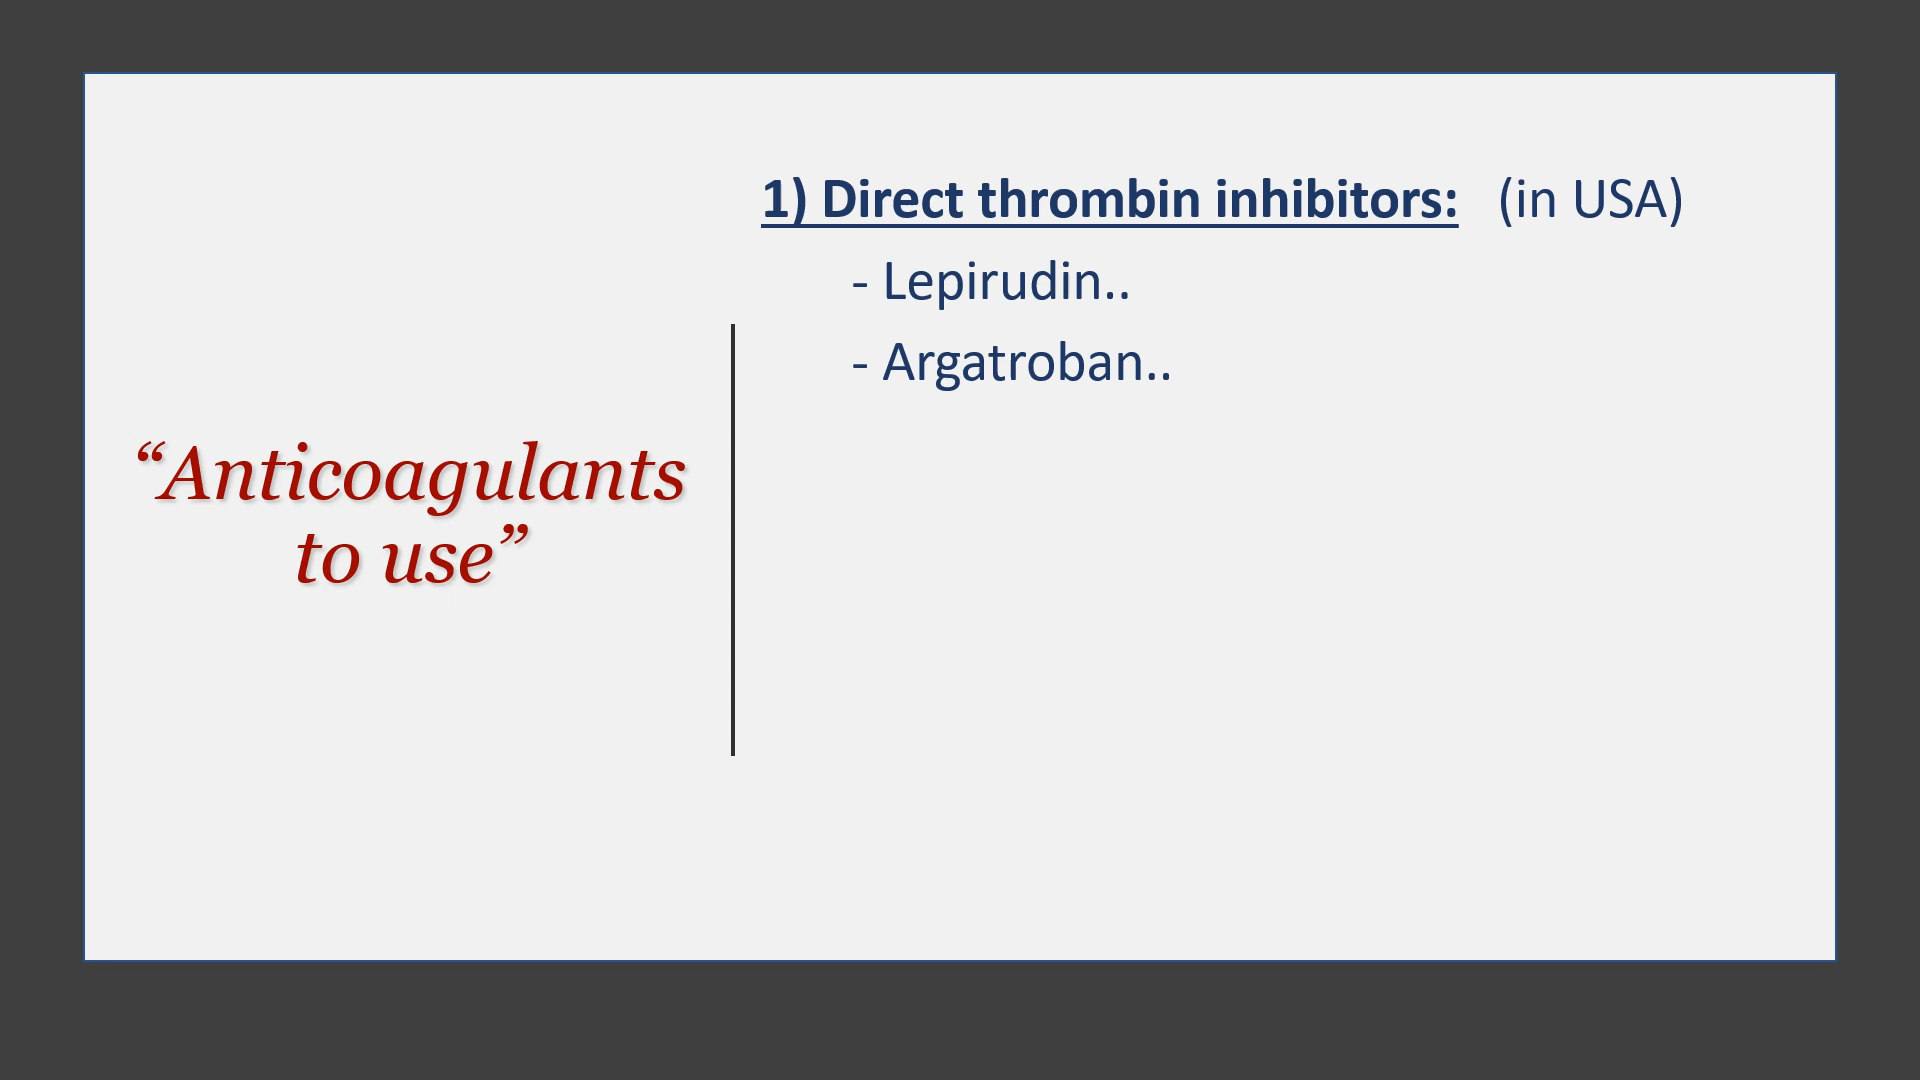 1) Direct thrombin inhibitors: (in USA)
- Lepirudin..
- Argatroban..
“Anticoagulants
to use”